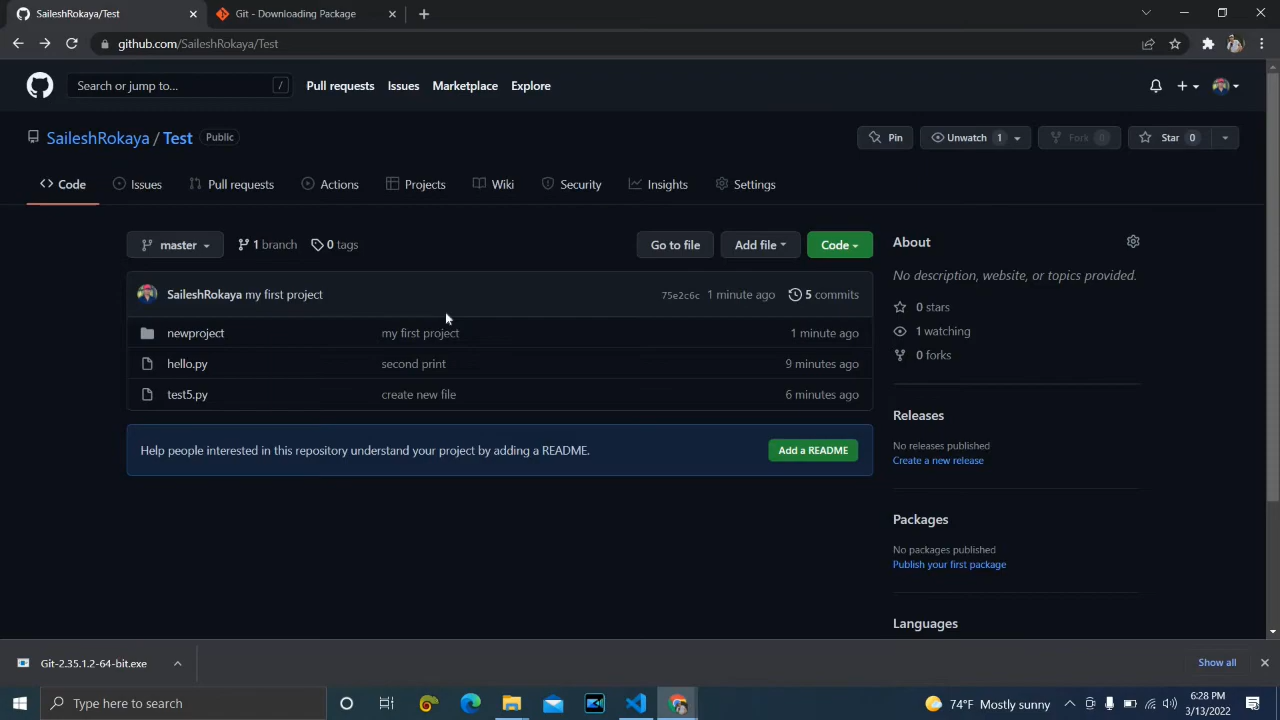 SaileshRokaya/Test
Git - Downloading Package
github.com/SaileshRokaya/Test
Search or jump to...
/
Pull requests
Issues
Marketplace
Explore
SaileshRokaya / Test
Public
Pin
Unwatch 1
Fork 0
Star 0
<> Code
Issues
Pull requests
Actions
Projects
Wiki
Security
Insights
Settings
master
1 branch
0 tags
Go to file
Add file
Code
About
No description, website, or topics provided.
SaileshRokaya my first project
75e2c6c 1 minute ago
5 commits
0 stars
newproject
my first project
1 minute ago
1 watching
hello.py
second print
9 minutes ago
0 forks
test5.py
create new file
6 minutes ago
Help people interested in this repository understand your project by adding a README.
Add a README
Releases
No releases published
Create a new release
Packages
No packages published
Publish your first package
Languages
Git-2.35.1.2-64-bit.exe
Show all
Type here to search
74°F Mostly sunny
6:28 PM
3/13/2022